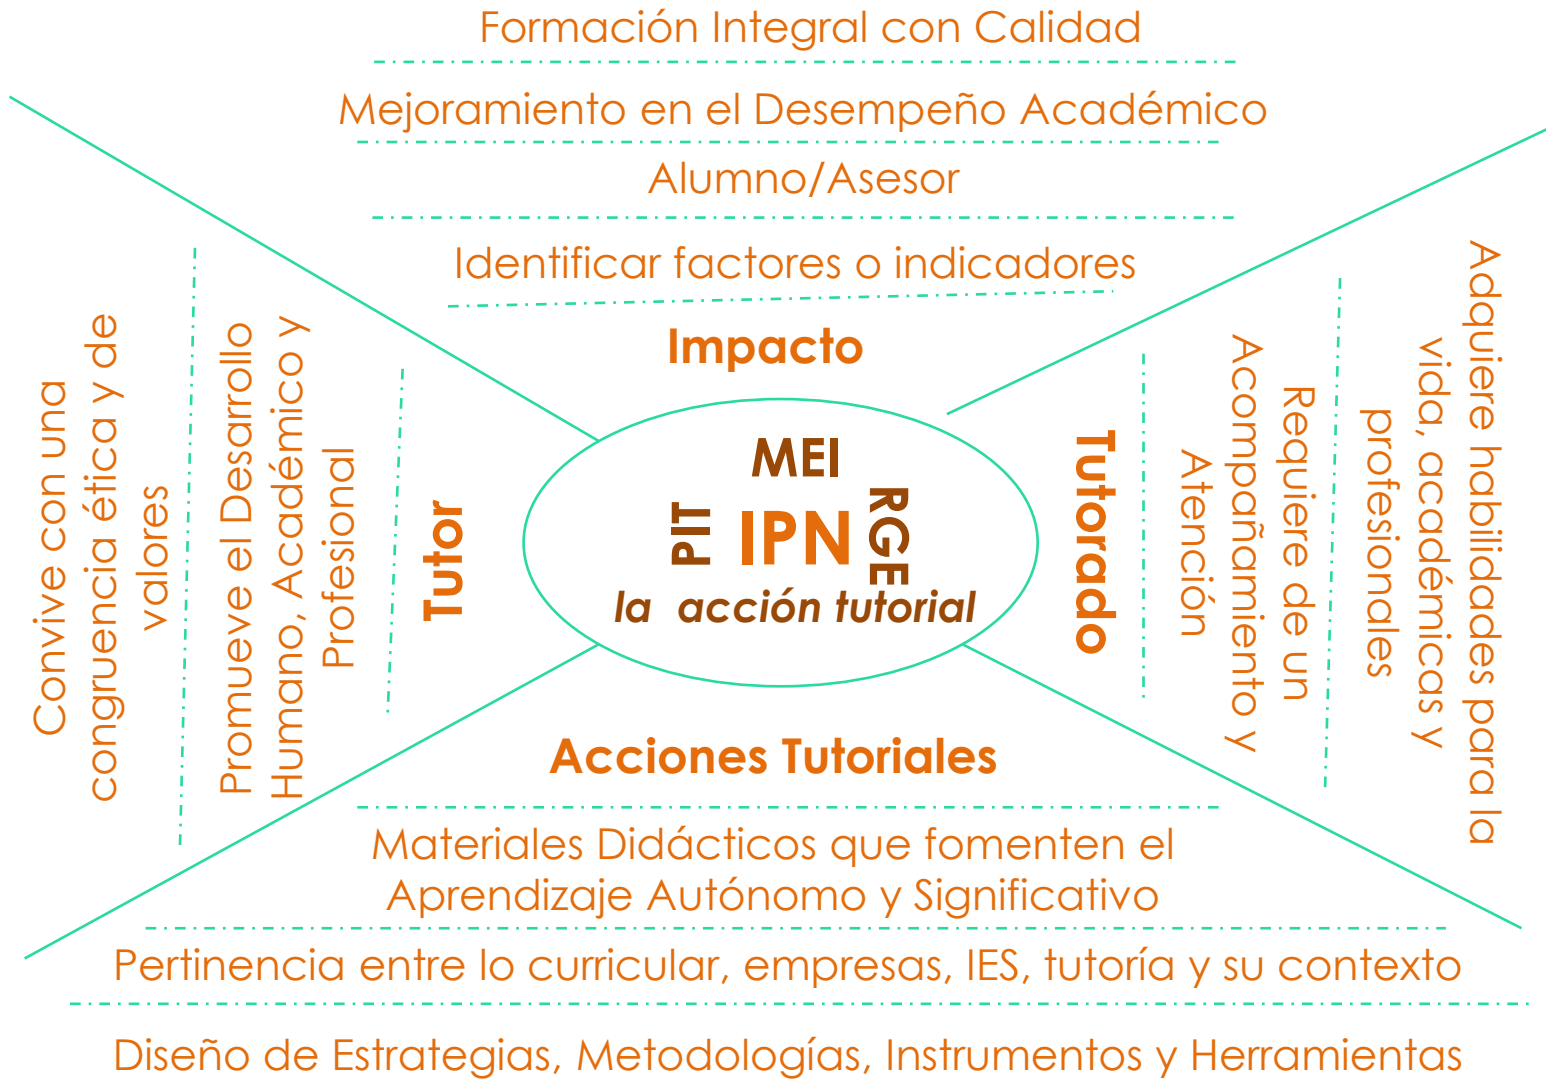 Formación Integral con Calidad
Mejoramiento en el Desempeño Académico
Alumno/Asesor
Identificar factores o indicadores
Impacto
Convive con una
congruencia ética y de
valores
Promueve el Desarrollo
Humano, Académico y
Profesional
Tutor
MEI
PIT
IPN
RGE
la acción tutorial
Tutorado
Requiere de un
Acompañamiento y
Atención
Adquiere habilidades para la
vida, académicas y
profesionales
Acciones Tutoriales
Materiales Didácticos que fomenten el
Aprendizaje Autónomo y Significativo
Pertinencia entre lo curricular, empresas, IES, tutoría y su contexto
Diseño de Estrategias, Metodologías, Instrumentos y Herramientas